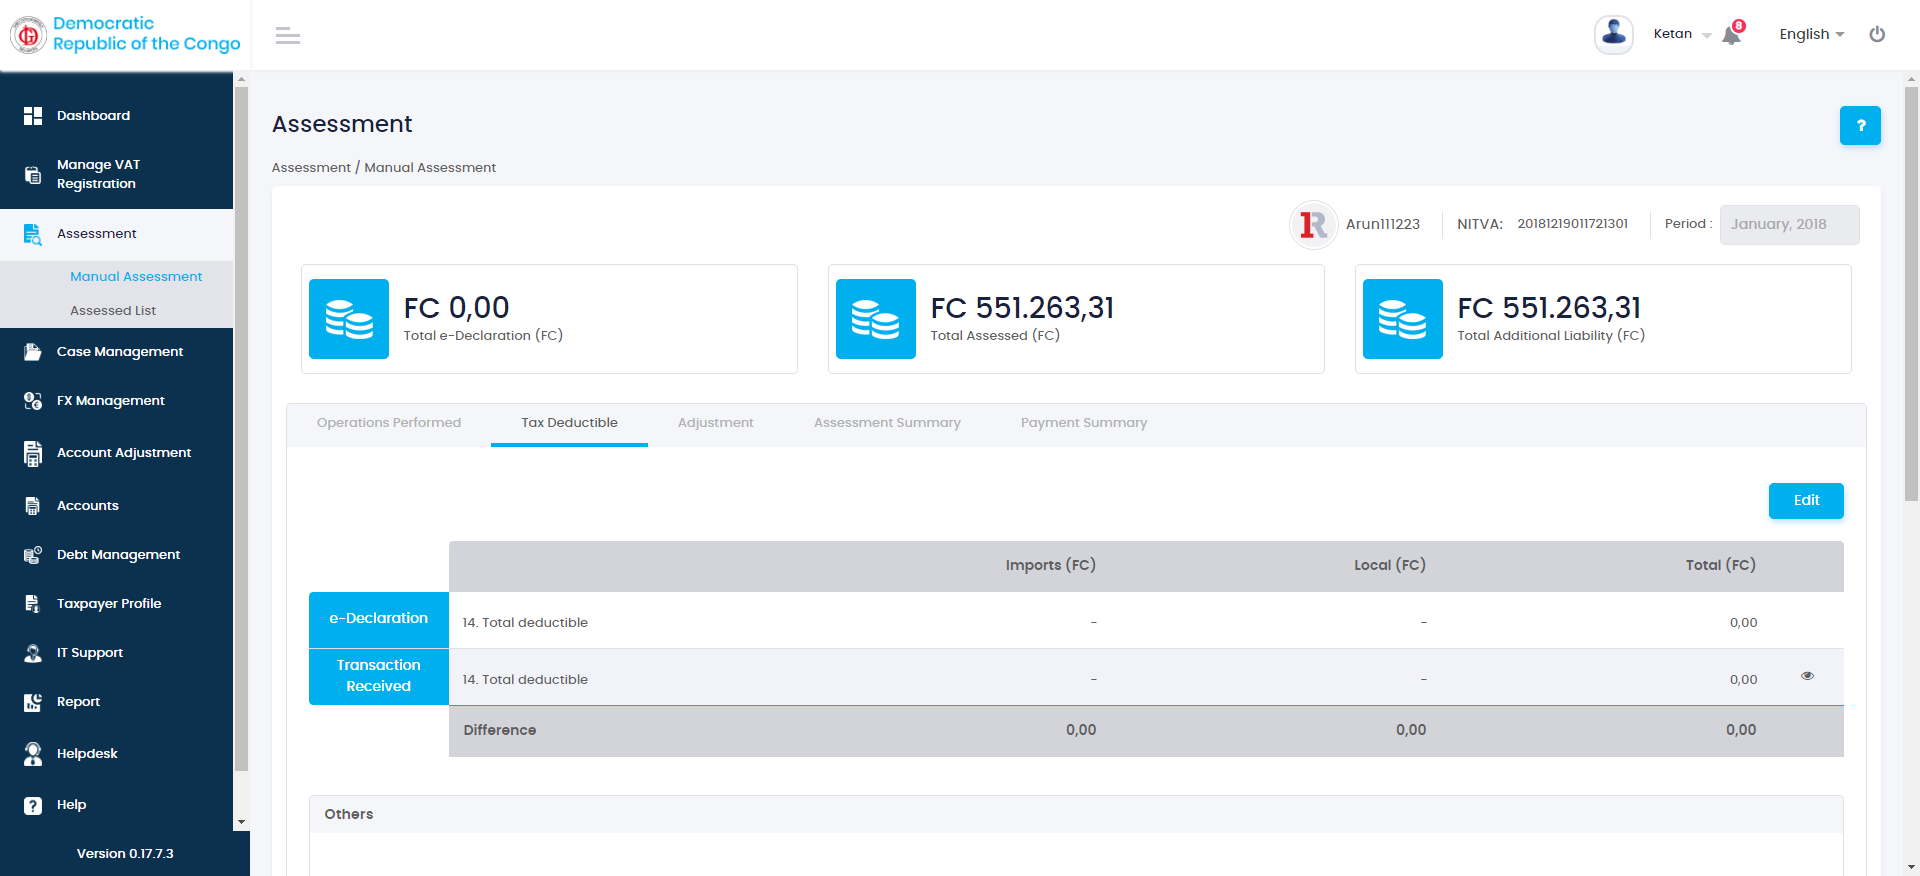 Democratic
Republic of the Congo
Ketan
8
English
Dashboard
Manage VAT
Registration
Assessment
Manual Assessment
Assessed List
Case Management
FX Management
Account Adjustment
Accounts
Debt Management
Taxpayer Profile
IT Support
Report
Helpdesk
Help
Version 0.17.7.3
Assessment
?
Assessment / Manual Assessment
1R Arun111223 NITVA: 20181219011721301 Period : January, 2018
FC 0,00
Total e-Declaration (FC)
FC 551.263,31
Total Assessed (FC)
FC 551.263,31
Total Additional Liability (FC)
Operations Performed Tax Deductible Adjustment Assessment Summary Payment Summary
Edit
Imports (FC) Local (FC) Total (FC)
e-Declaration 14. Total deductible - - 0,00
Transaction
Received 14. Total deductible - - 0,00
Difference 0,00 0,00 0,00
Others